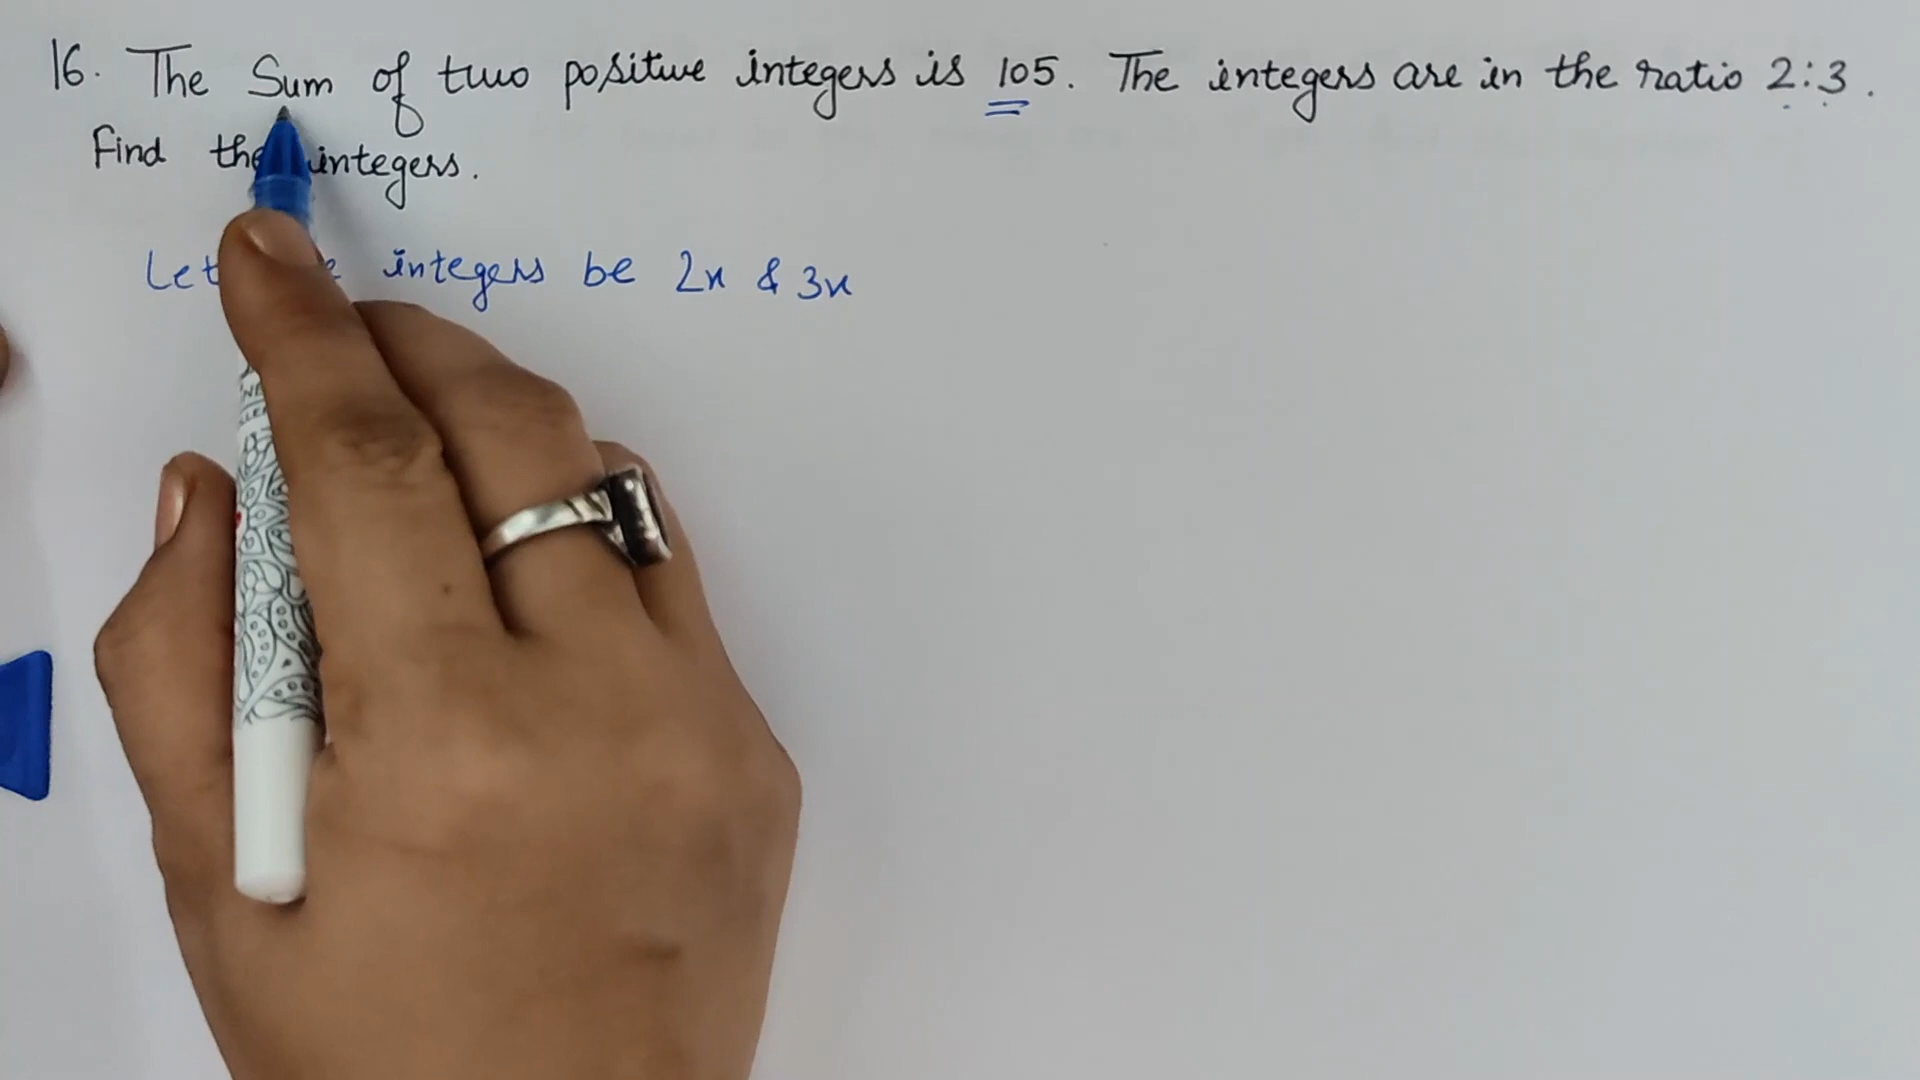 16. The Sum of two positive integers is 105. The integers are in the ratio 2:3.
Find the integers.
Let integers be 2x & 3x